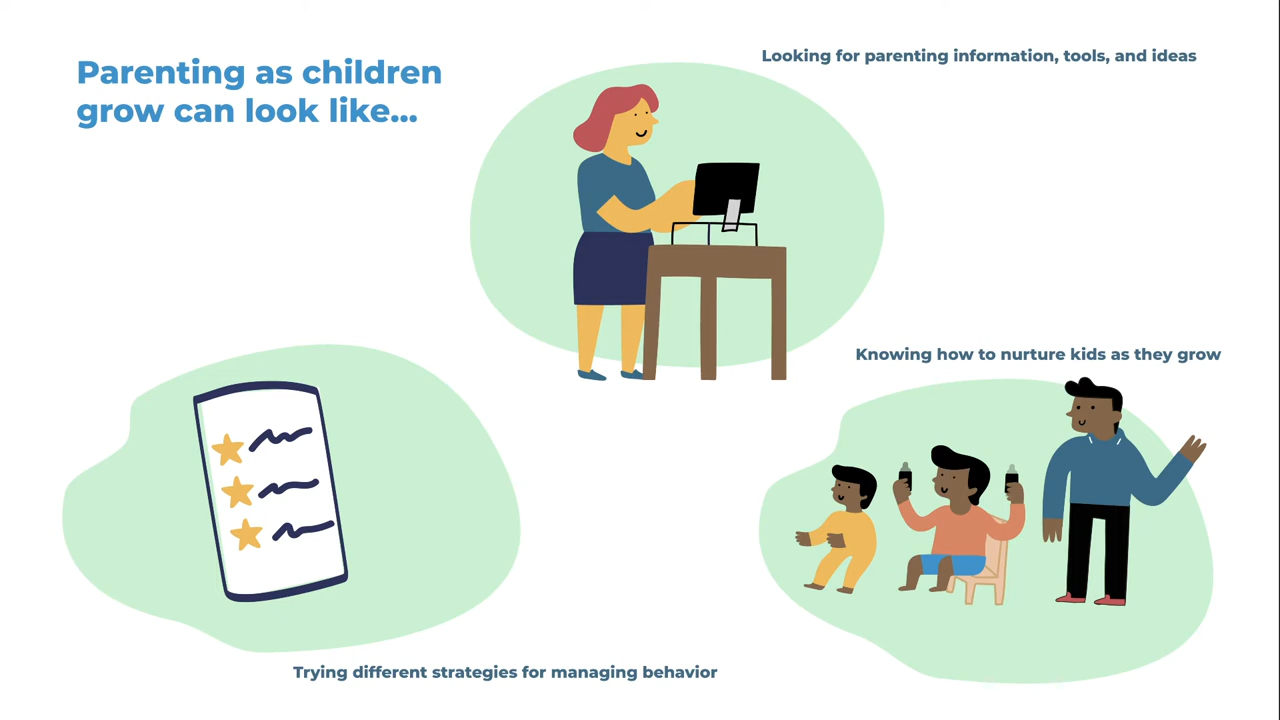 Parenting as children
grow can look like...
Looking for parenting information, tools, and ideas
Knowing how to nurture kids as they grow
Trying different strategies for managing behavior